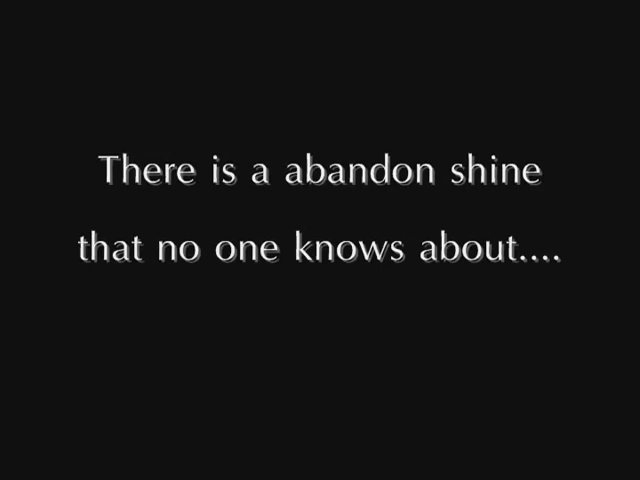 There is a abandon shine
that no one knows about....